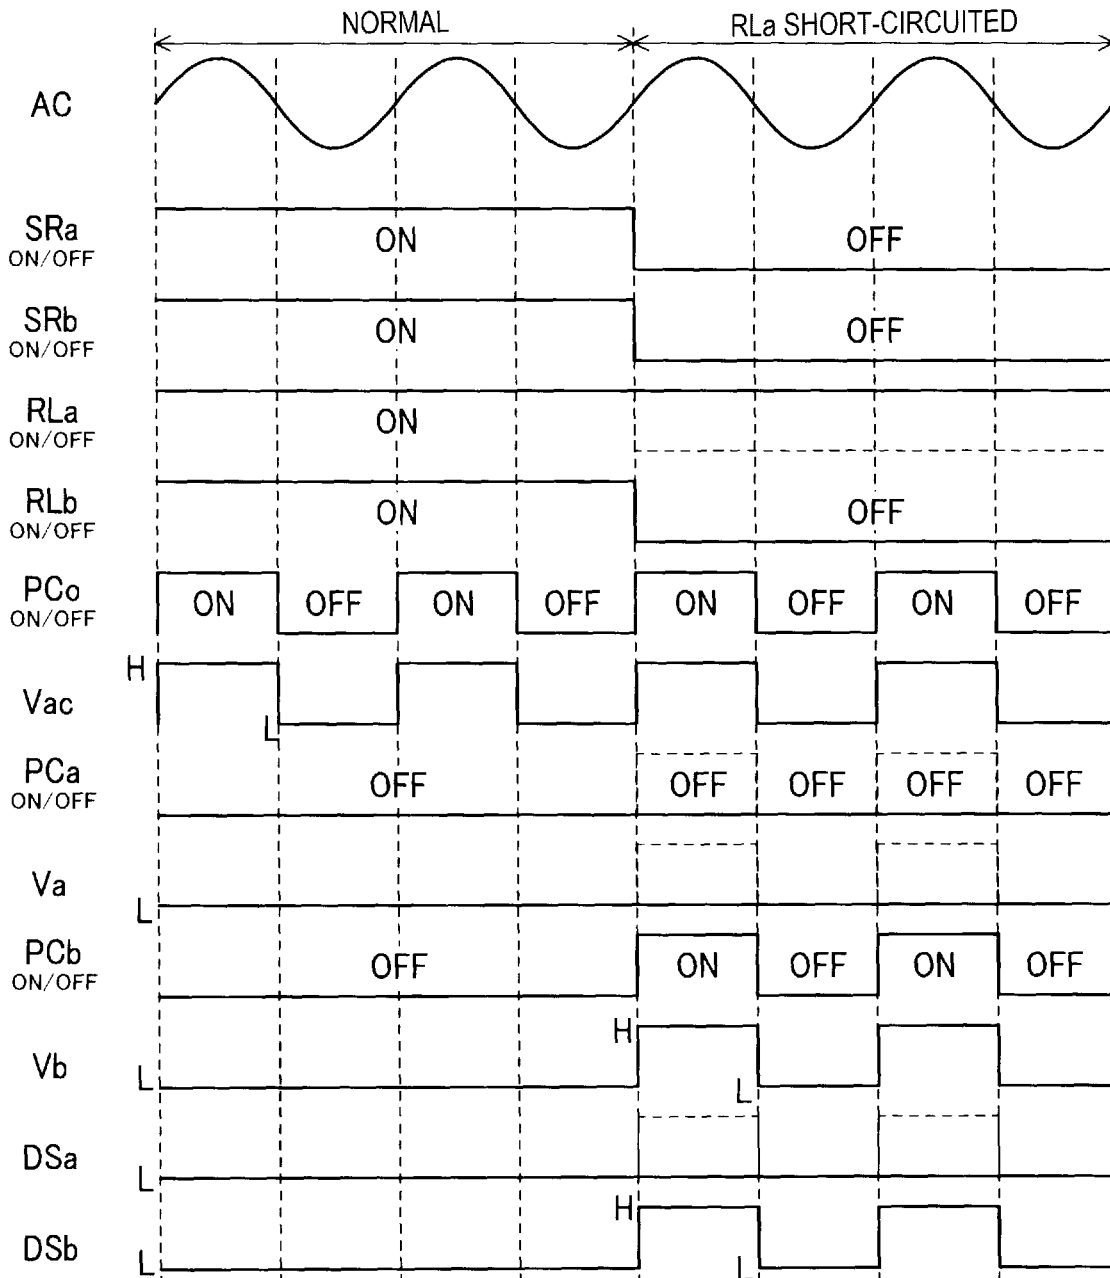 NORMAL RLa SHORT-CIRCUITED
AC
SRa
ON/OFF
ON OFF
SRb
ON/OFF
ON OFF
RLa
ON/OFF
ON
RLb
ON/OFF
ON OFF
PCo
ON/OFF
ON OFF ON OFF ON OFF ON OFF
H
Vac
L
PCa
ON/OFF
OFF OFF OFF OFF OFF
Va
L
PCb
ON/OFF
OFF ON OFF ON OFF
H
Vb
L L
DSa
L
H
DSb
L L